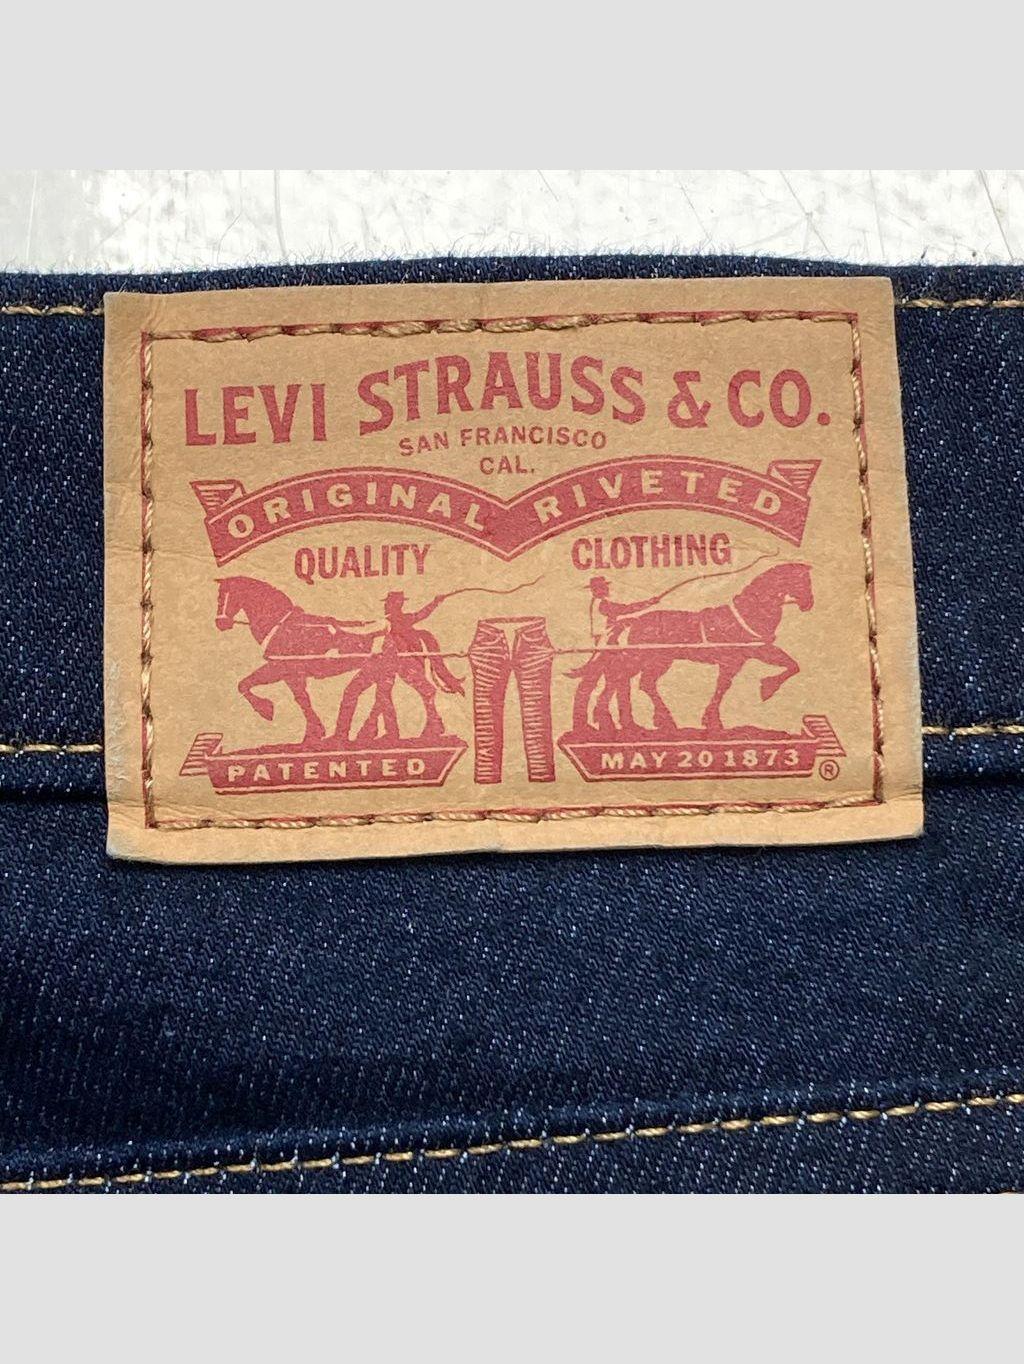 LEVI STRAUSS & CO.
SAN FRANCISCO
CAL.
ORIGINAL RIVETED
QUALITY CLOTHING
PATENTED MAY 20 1873 ®